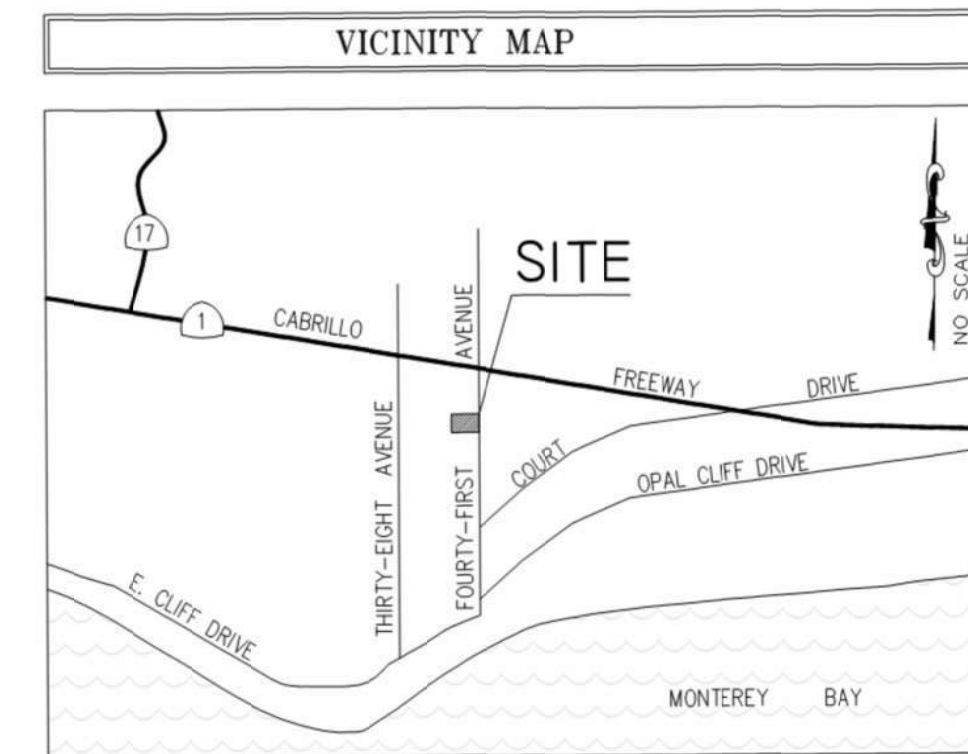 VICINITY MAP
17
1
CABRILLO
FREEWAY
SITE
AVENUE
NO SCALE
DRIVE
COURT
OPAL CLIFF DRIVE
THIRTY-EIGHT AVENUE
FOURTY-FIRST
E. CLIFF DRIVE
MONTEREY BAY